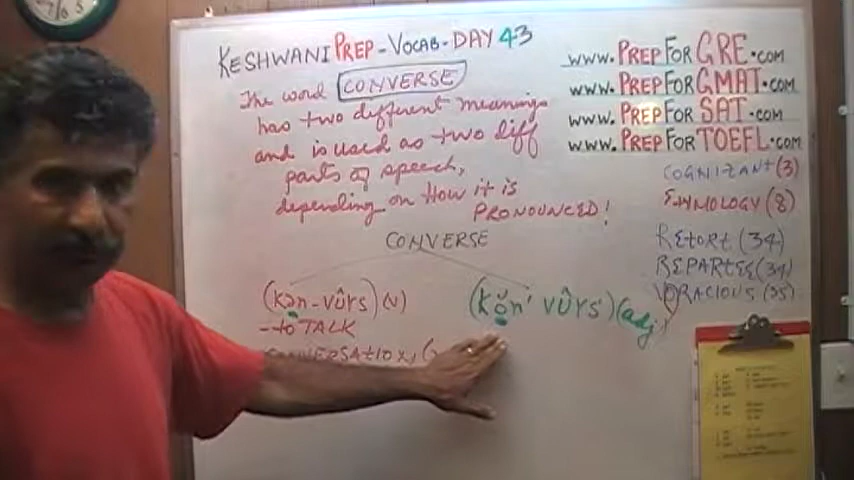 KESHWANI PREP-VOCAB-DAY 43
The word CONVERSE
has two different meanings
and is used as two diff
parts of speech,
depending on How it is
PRONOUNCED!
www.PREPFORGRE.com
www.PREPFORGMAT.com
www.PREPFORSAT.com
www.PREPFORTOEFL.com
COGNIZANT (3)
(8)
RETORT (34)
REPARTEE (34)
VORACIOUS (35)
CONVERSE
(kən-vûrs) (v)
-to TALK
CONVERSATION,
(kŏn' vûrs) (adj)